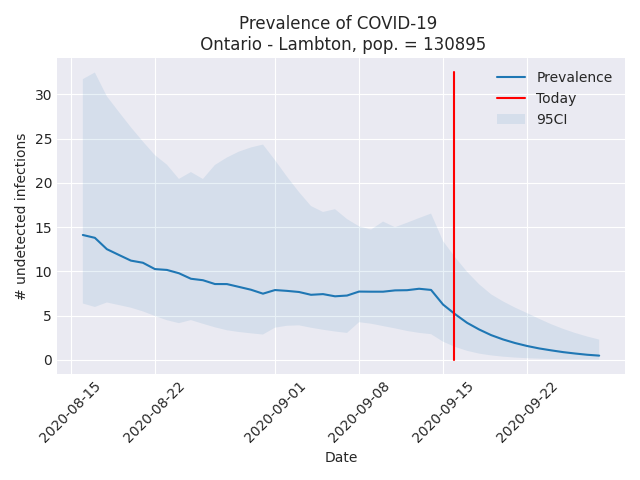 Prevalence of COVID-19
Ontario - Lambton, pop. = 130895
Prevalence
Today
95CI
# undetected infections
30
25
20
15
10
5
0
2020-08-15
2020-08-22
2020-09-01
2020-09-08
2020-09-15
2020-09-22
Date